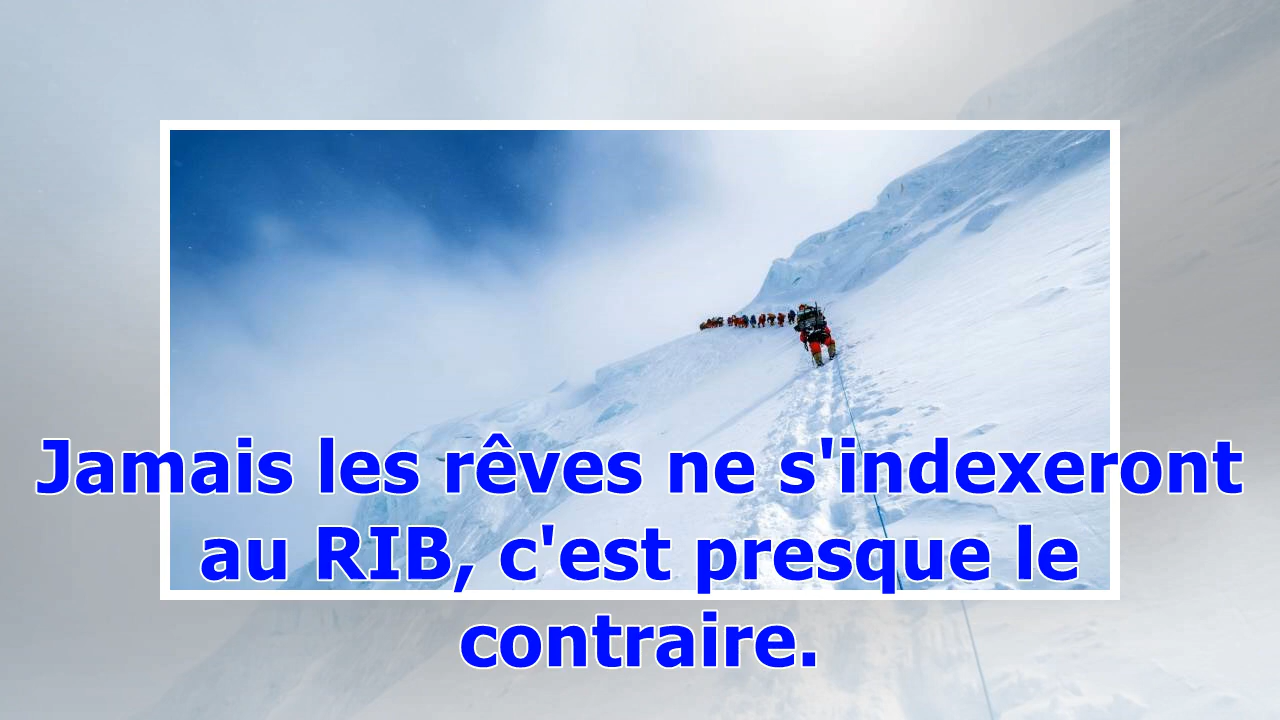 Jamais les rêves ne s'indexeront
au RIB, c'est presque le
contraire.